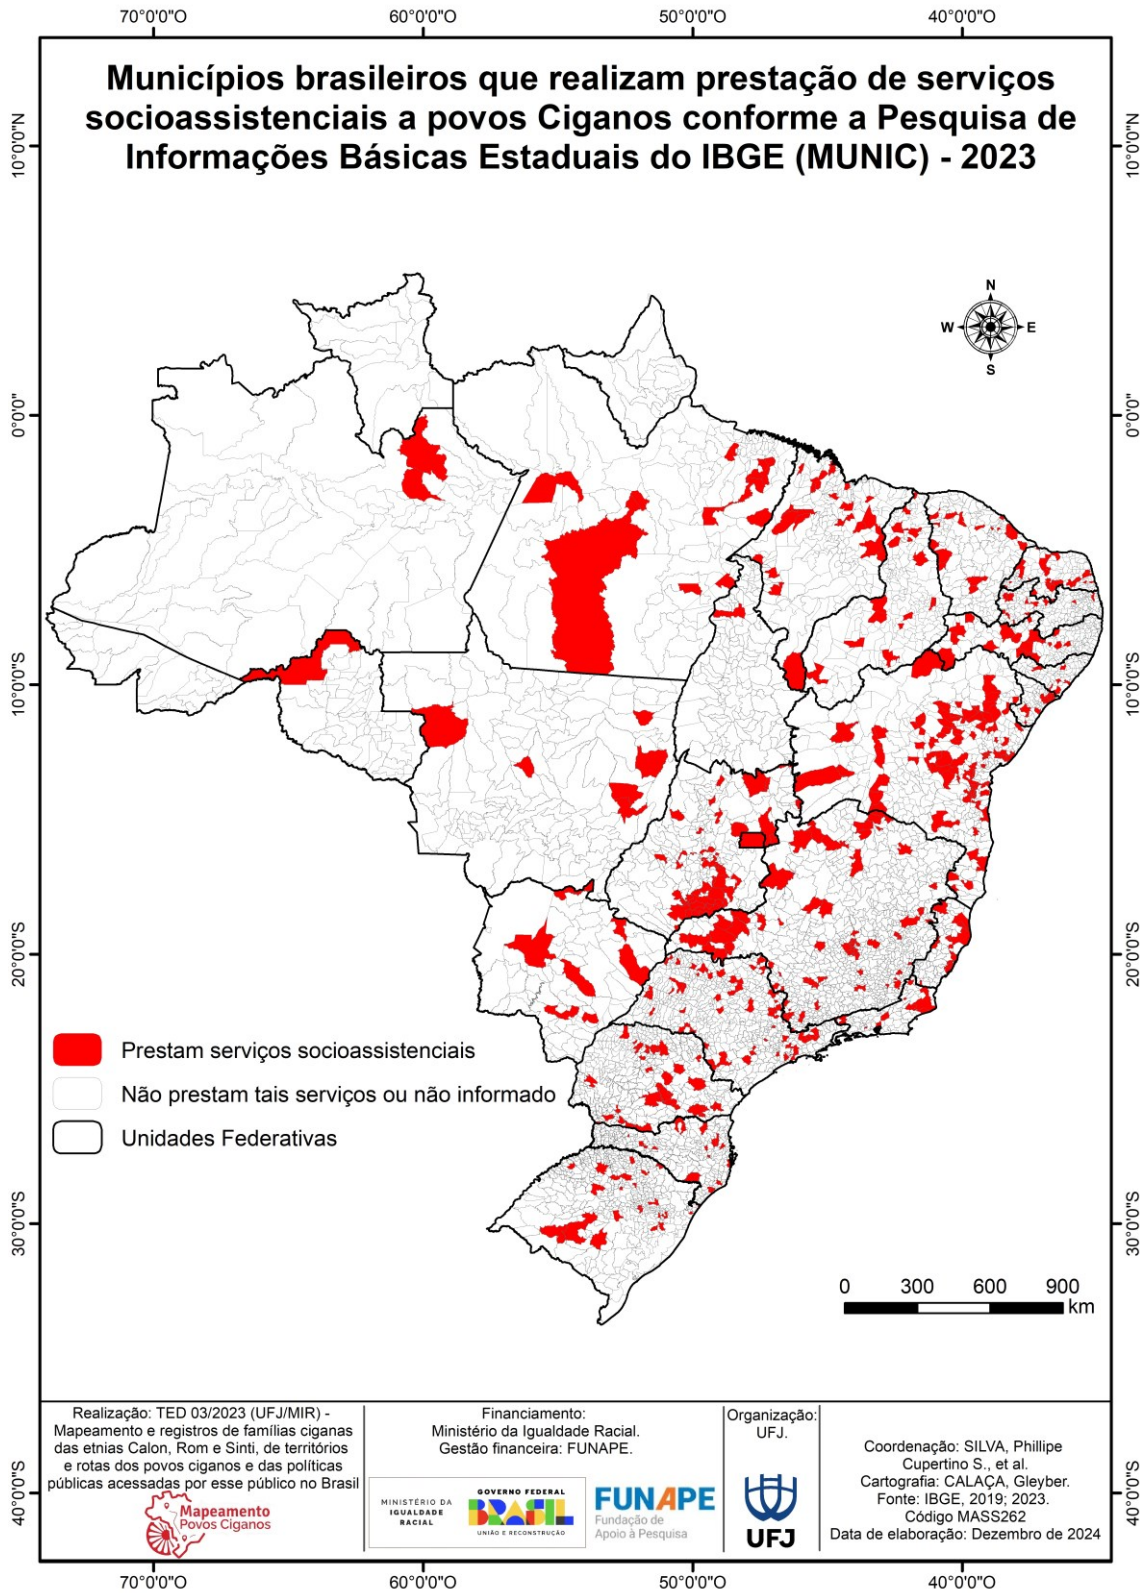 70°0'0"O 60°0'0"O 50°0'0"O 40°0'0"O
Municípios brasileiros que realizam prestação de serviços
socioassistenciais a povos Ciganos conforme a Pesquisa de
Informações Básicas Estaduais do IBGE (MUNIC) - 2023
10°0'0"N
10°0'0"N
N
W E
S
0°0'0"
0°0'0"
10°0'0"S
10°0'0"S
20°0'0"S
20°0'0"S
Prestam serviços socioassistenciais
Não prestam tais serviços ou não informado
Unidades Federativas
30°0'0"S
30°0'0"S
0 300 600 900
km
Realização: TED 03/2023 (UFJ/MIR) -
Mapeamento e registros de famílias ciganas
das etnias Calon, Rom e Sinti, de territórios
e rotas dos povos ciganos e das políticas
públicas acessadas por esse público no Brasil
Mapeamento
Povos Ciganos
Financiamento:
Ministério da Igualdade Racial.
Gestão financeira: FUNAPE.
MINISTÉRIO DA
IGUALDADE
RACIAL
GOVERNO FEDERAL
BRASIL
UNIÃO E RECONSTRUÇÃO
FUNAPE
Fundação de
Apoio à Pesquisa
Organização:
UFJ.
UFJ
Coordenação: SILVA, Phillipe
Cupertino S., et al.
Cartografia: CALAÇA, Gleyber.
Fonte: IBGE, 2019; 2023.
Código MASS262
Data de elaboração: Dezembro de 2024
40°0'0"S
40°0'0"S
70°0'0"O 60°0'0"O 50°0'0"O 40°0'0"O